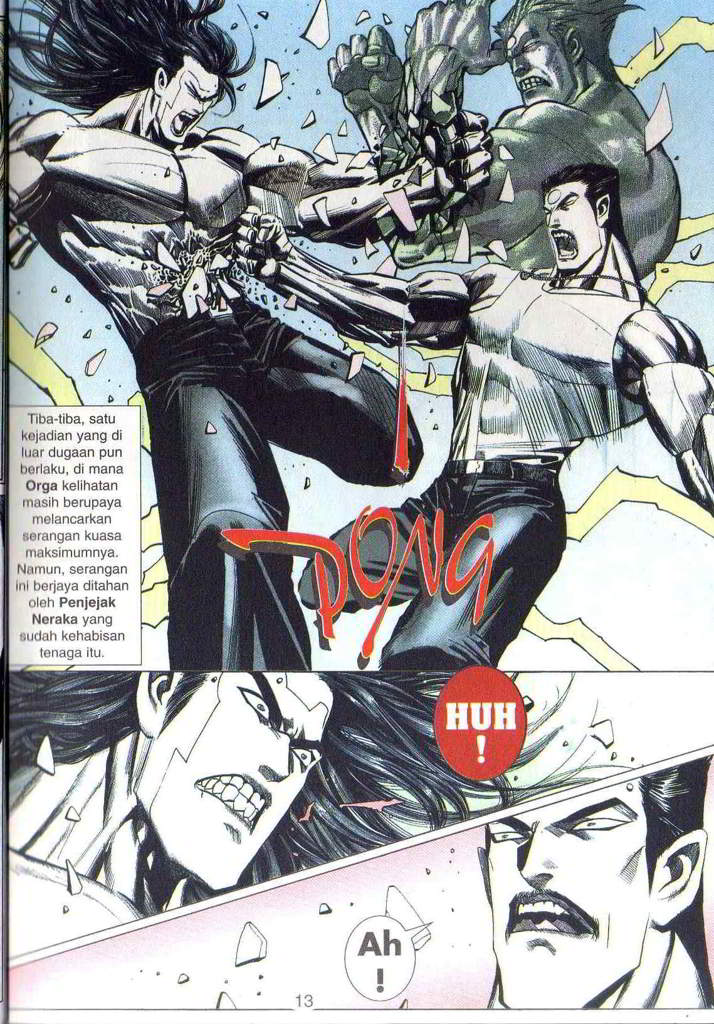 Tiba-tiba, satu
kejadian yang di
luar dugaan pun
berlaku, di mana
Orga kelihatan
masih berupaya
melancarkan
serangan kuasa
maksimumnya.
Namun, serangan
ini berjaya ditahan
oleh Penjejak
Neraka yang
sudah kehabisan
tenaga itu.
PONG!
HUH
!
Ah
!
13